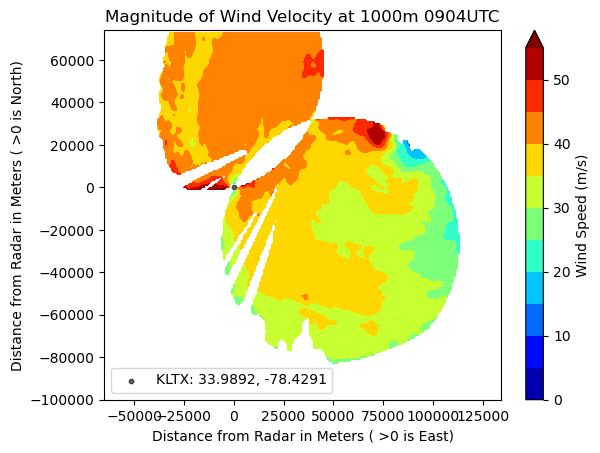 Magnitude of Wind Velocity at 1000m 0904UTC
Distance from Radar in Meters ( >0 is North)
60000
40000
20000
0
−20000
−40000
−60000
−80000
−100000
KLTX: 33.9892, -78.4291
−50000 −25000 0 25000 50000 75000 100000 125000
Distance from Radar in Meters ( >0 is East)
50
40
30
20
10
0
Wind Speed (m/s)